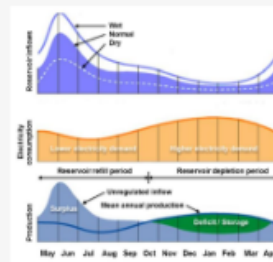 Reservoir inflows
Wet
Normal
Dry
Electricity
consumption
Lower electricity demand
Higher electricity demand
Reservoir refill period
Reservoir depletion period
Production
Surplus
Unregulated inflow
Mean annual production
Deficit / Storage
May Jun Jul Aug Sep Oct Nov Dec Jan Feb Mar